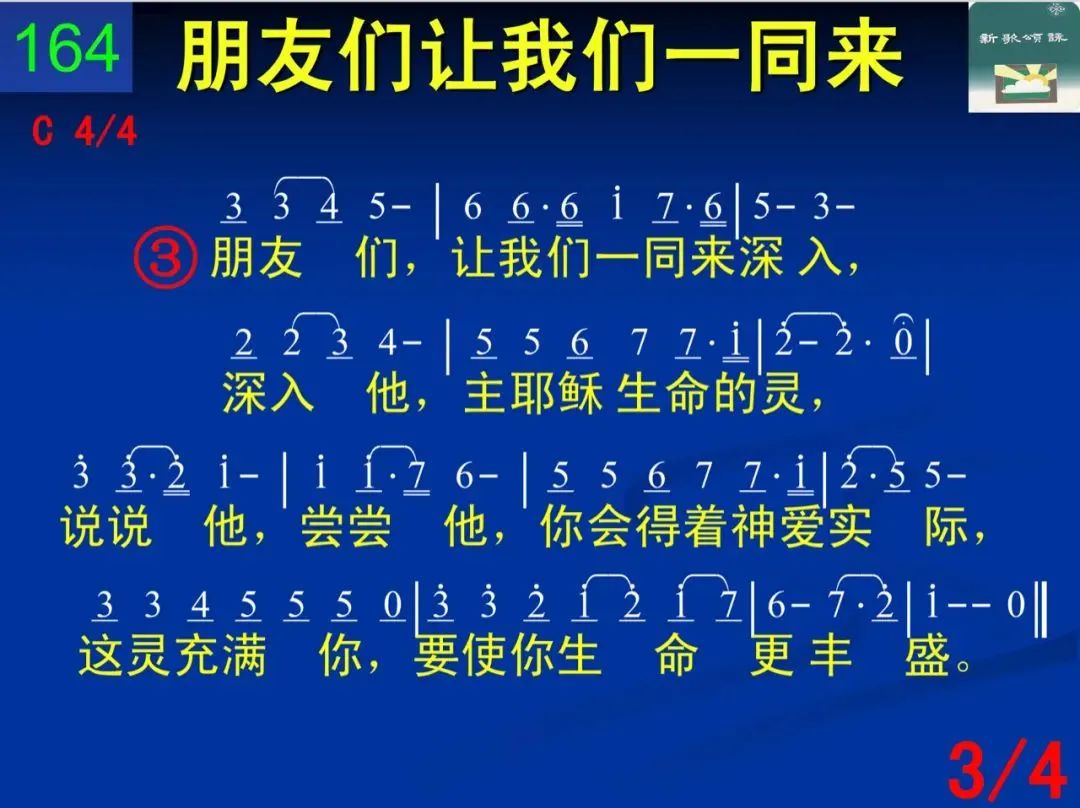 164
朋友们让我们一同来
新歌颂咏
C 4/4
3 3 4 5- | 6 6·6 i 7·6 | 5- 3-
③ 朋友 们，让我们一同来深 入，
2 2 3 4- | 5 5 6 7 7·i | 2̇- 2̇· 0 |
深入 他，主耶稣 生命的灵，
3̇ 3̇·2̇ i- | i i·7 6- | 5 5 6 7 7·i | 2̇·5 5-
说说 他，尝尝 他，你会得着神爱实 际，
3 3 4 5 5 5 0 | 3̇ 3̇ 2̇ i 2̇ i 7 | 6- 7·2̇ | i-- 0 ‖
这灵充满 你，要使你生 命 更 丰 盛。
3/4